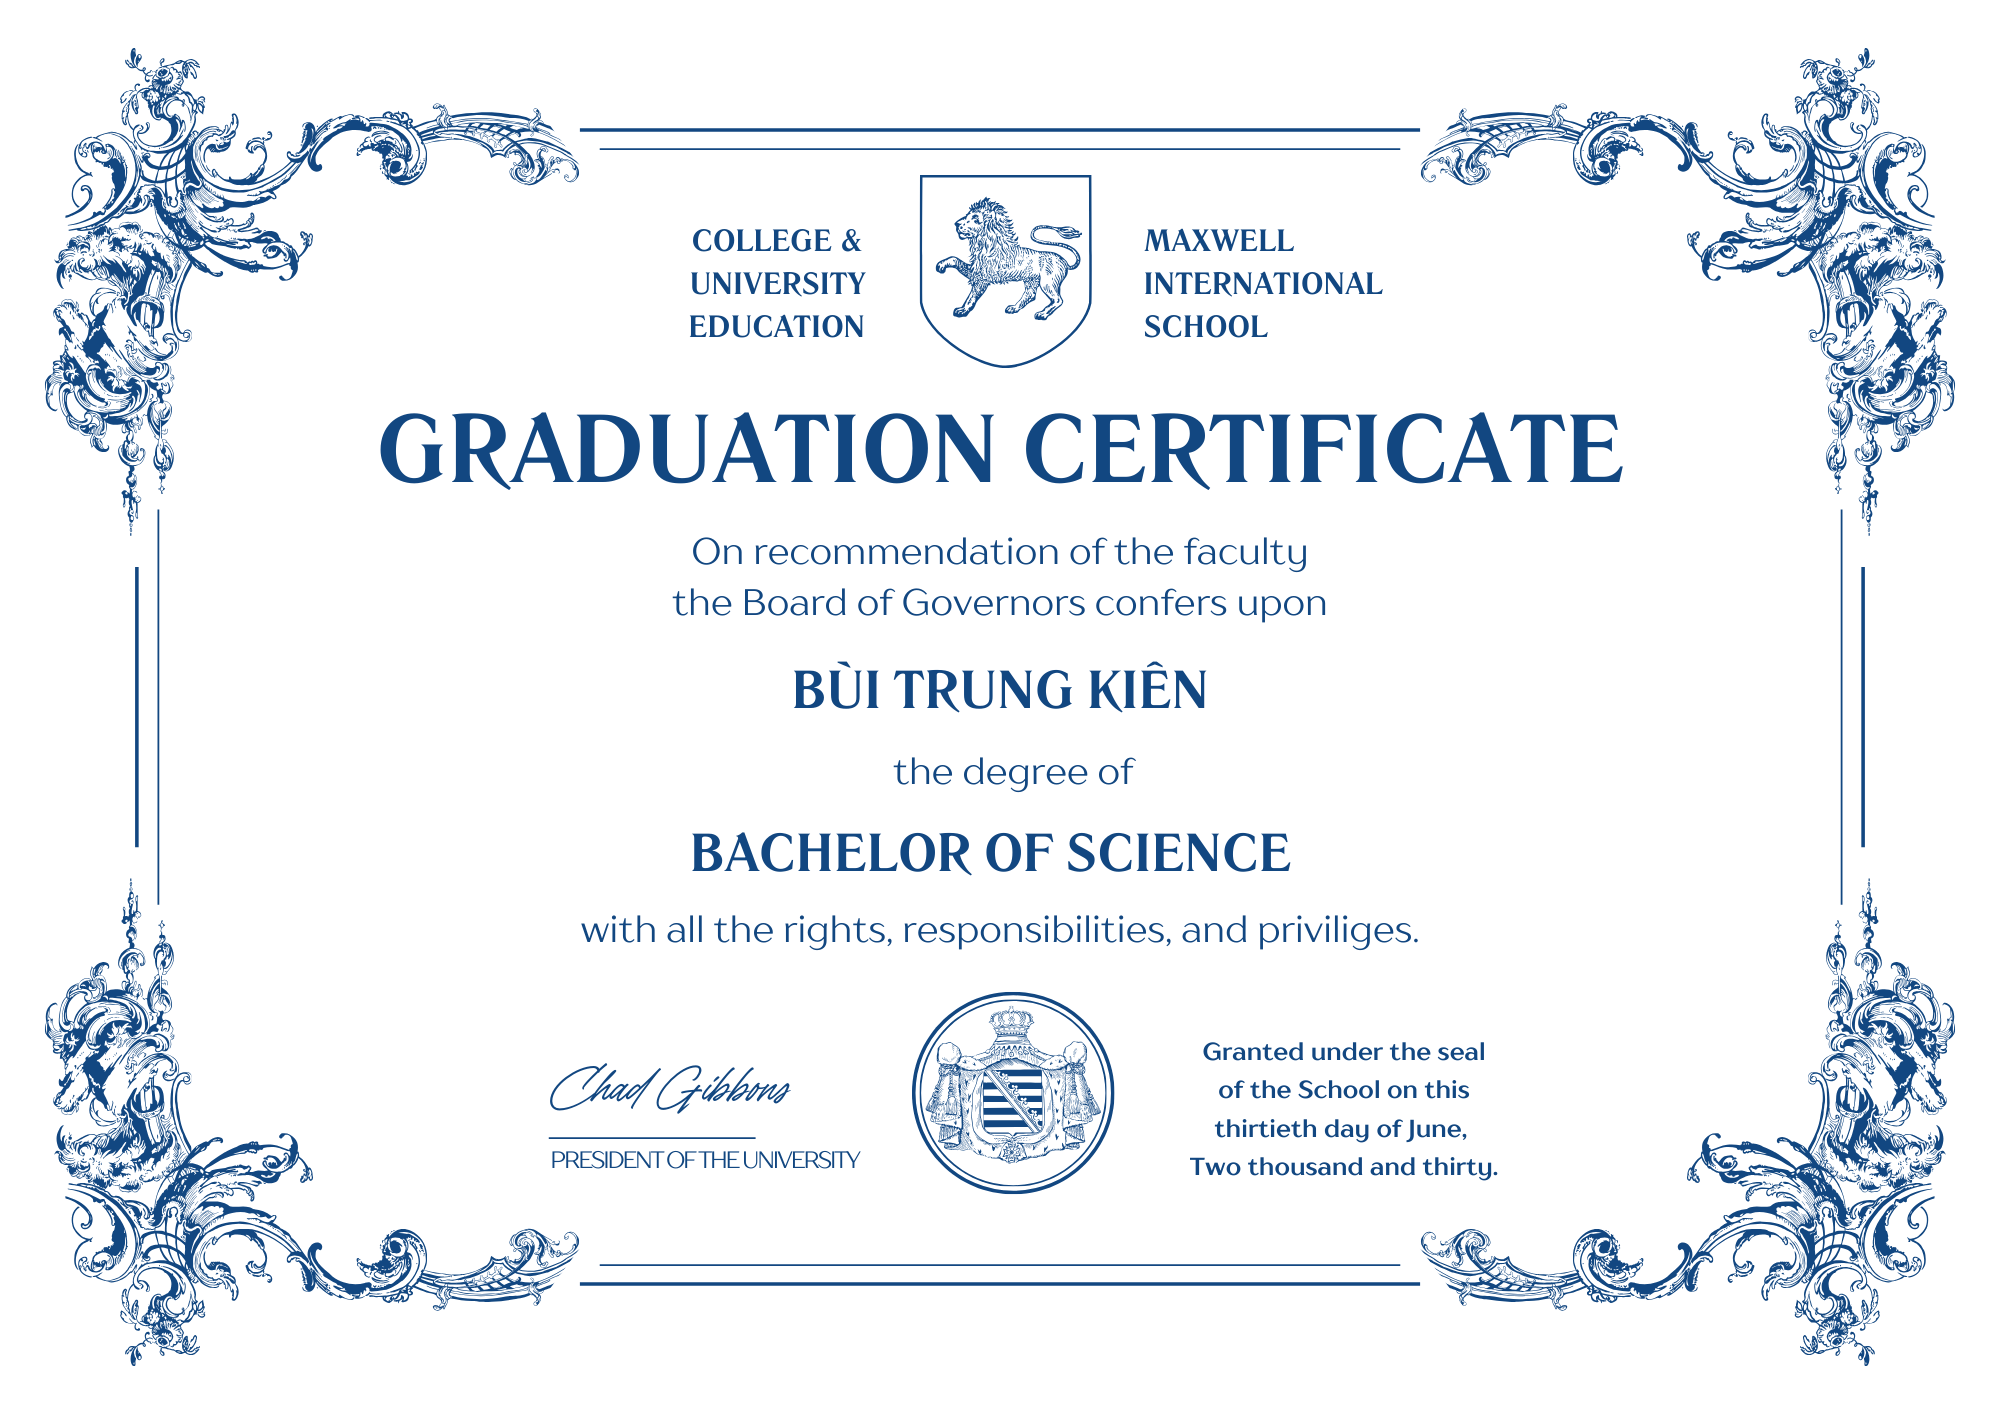 COLLEGE &
UNIVERSITY
EDUCATION
MAXWELL
INTERNATIONAL
SCHOOL
GRADUATION CERTIFICATE
On recommendation of the faculty
the Board of Governors confers upon
BÙI TRUNG KIÊN
the degree of
BACHELOR OF SCIENCE
with all the rights, responsibilities, and priviliges.
Chad Gibbons
PRESIDENT OF THE UNIVERSITY
Granted under the seal
of the School on this
thirtieth day of June,
Two thousand and thirty.